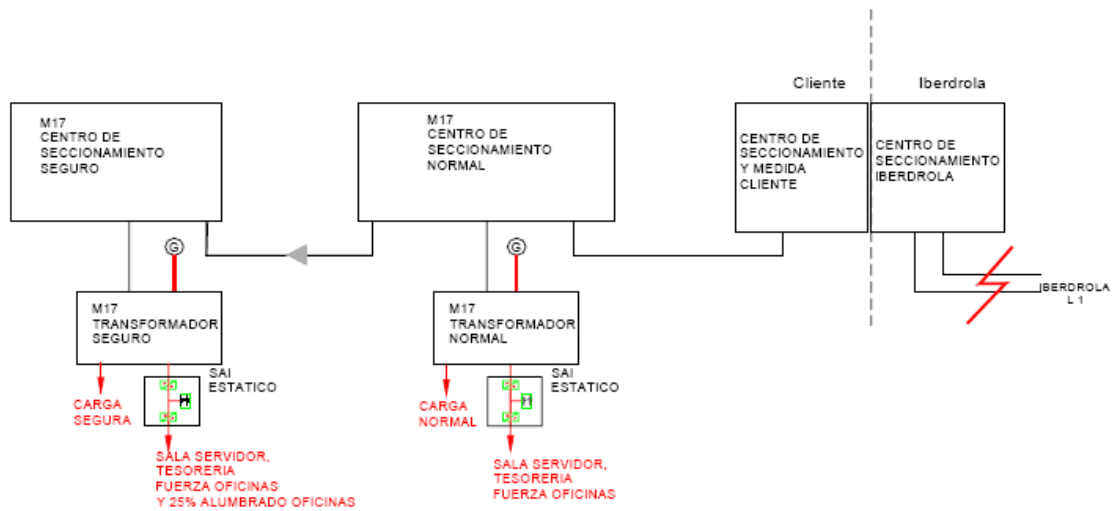 Cliente
Iberdrola
M17
CENTRO DE
SECCIONAMIENTO
SEGURO
M17
CENTRO DE
SECCIONAMIENTO
NORMAL
CENTRO DE
SECCIONAMIENTO
Y MEDIDA
CLIENTE
CENTRO DE
SECCIONAMIENTO
IBERDROLA
G
G
IBERDROLA
L 1
M17
TRANSFORMADOR
SEGURO
M17
TRANSFORMADOR
NORMAL
SAI
ESTATICO
SAI
ESTATICO
CARGA
SEGURA
CARGA
NORMAL
SALA SERVIDOR,
TESORERIA
FUERZA OFICINAS
Y 25% ALUMBRADO OFICINAS
SALA SERVIDOR,
TESORERIA
FUERZA OFICINAS